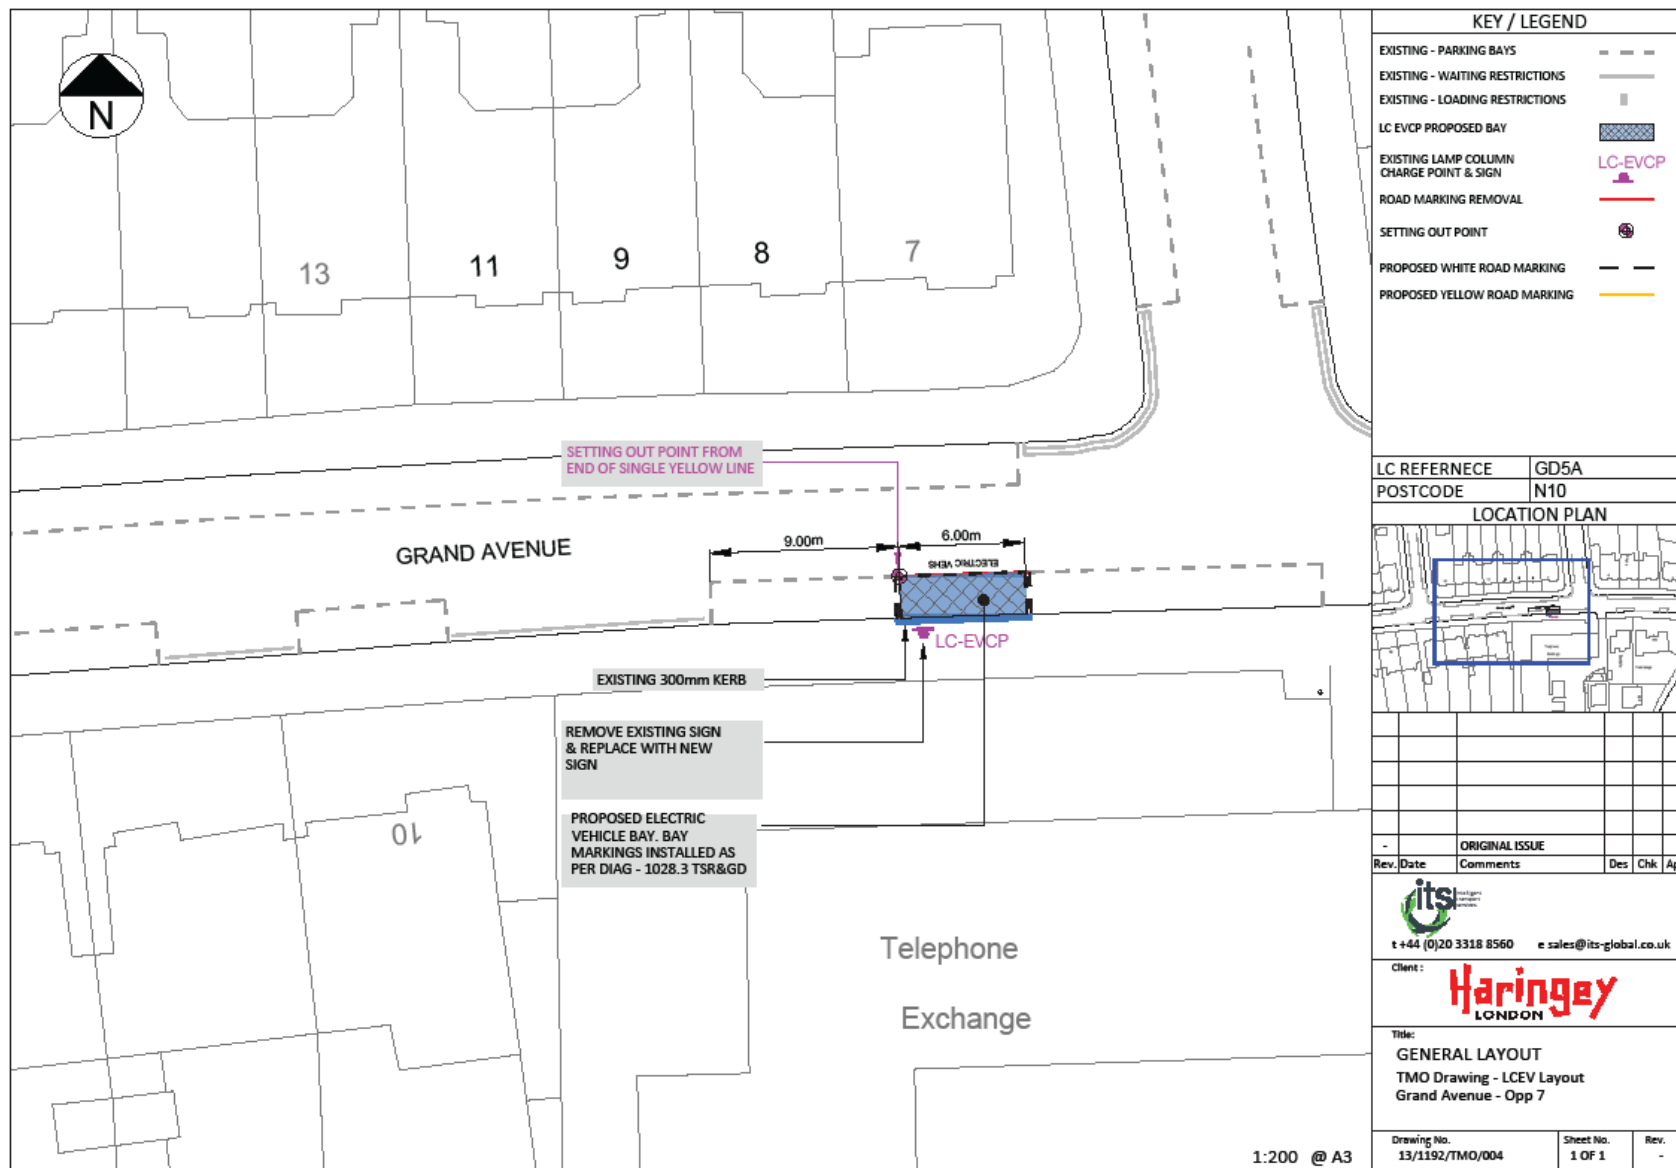 N
13
11
9
8
7
SETTING OUT POINT FROM
END OF SINGLE YELLOW LINE
GRAND AVENUE
9.00m
6.00m
ELECTRIC VEHS
LC-EVCP
EXISTING 300mm KERB
REMOVE EXISTING SIGN
& REPLACE WITH NEW
SIGN
PROPOSED ELECTRIC
VEHICLE BAY. BAY
MARKINGS INSTALLED AS
PER DIAG - 1028.3 TSR&GD
10
Telephone
Exchange
1:200 @ A3
KEY / LEGEND
EXISTING - PARKING BAYS
EXISTING - WAITING RESTRICTIONS
EXISTING - LOADING RESTRICTIONS
LC EVCP PROPOSED BAY
EXISTING LAMP COLUMN
CHARGE POINT & SIGN
LC-EVCP
ROAD MARKING REMOVAL
SETTING OUT POINT
PROPOSED WHITE ROAD MARKING
PROPOSED YELLOW ROAD MARKING
LC REFERNECE GD5A
POSTCODE N10
LOCATION PLAN
- ORIGINAL ISSUE
Rev. Date Comments Des Chk Ap
its
t +44 (0)20 3318 8560 e sales@its-global.co.uk
Client :
Haringey
LONDON
Title:
GENERAL LAYOUT
TMO Drawing - LCEV Layout
Grand Avenue - Opp 7
Drawing No. Sheet No. Rev.
13/1192/TMO/004 1 OF 1 -